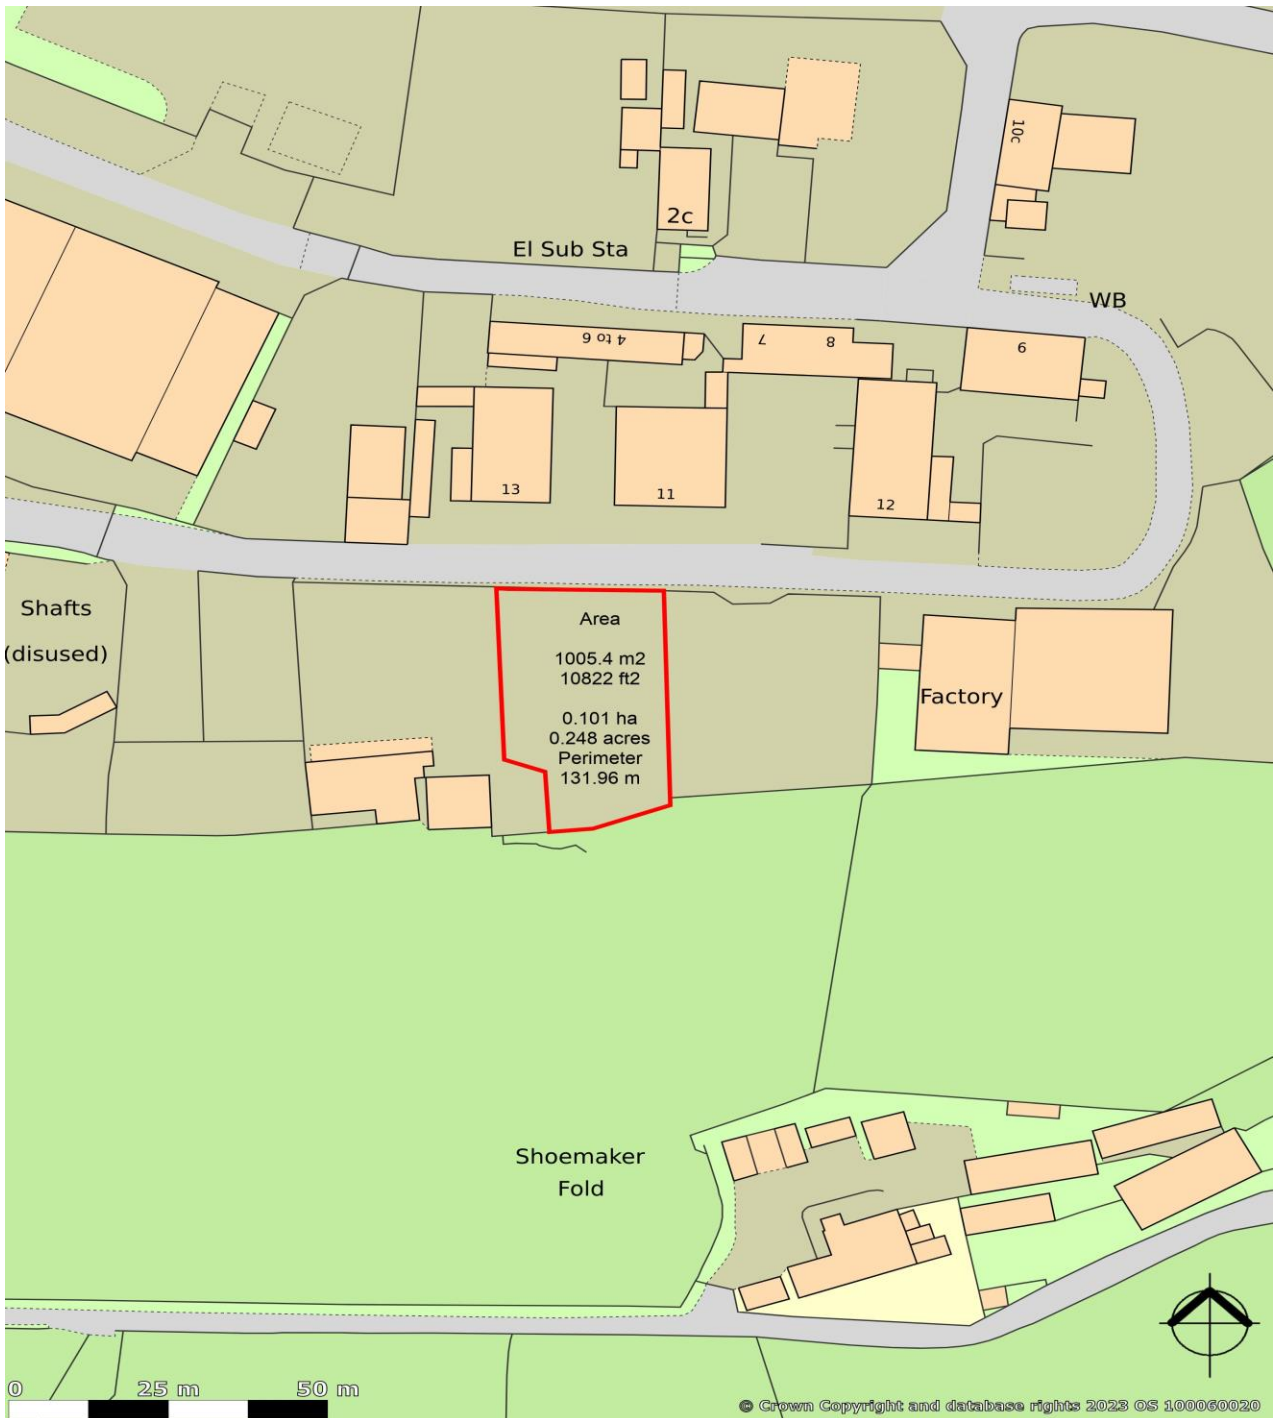 10c
2c
El Sub Sta
WB
4 to 6
7
8
9
13
11
12
Shafts
(disused)
Area
1005.4 m2
10822 ft2
0.101 ha
0.248 acres
Perimeter
131.96 m
Factory
Shoemaker
Fold
0 25 m 50 m
© Crown Copyright and database rights 2023 OS 100060020